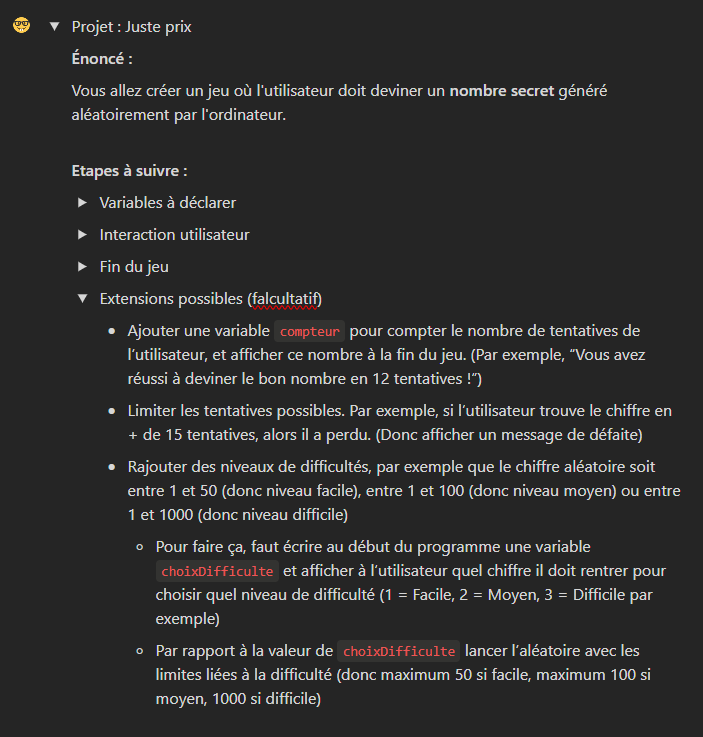 Projet : Juste prix
Énoncé :
Vous allez créer un jeu où l'utilisateur doit deviner un nombre secret généré
aléatoirement par l'ordinateur.
Etapes à suivre :
Variables à déclarer
Interaction utilisateur
Fin du jeu
Extensions possibles (falcultatif)
Ajouter une variable compteur pour compter le nombre de tentatives de
l'utilisateur, et afficher ce nombre à la fin du jeu. (Par exemple, “Vous avez
réussi à deviner le bon nombre en 12 tentatives !”)
Limiter les tentatives possibles. Par exemple, si l'utilisateur trouve le chiffre en
+ de 15 tentatives, alors il a perdu. (Donc afficher un message de défaite)
Rajouter des niveaux de difficultés, par exemple que le chiffre aléatoire soit
entre 1 et 50 (donc niveau facile), entre 1 et 100 (donc niveau moyen) ou entre
1 et 1000 (donc niveau difficile)
Pour faire ça, faut écrire au début du programme une variable
choixDifficulte et afficher à l'utilisateur quel chiffre il doit rentrer pour
choisir quel niveau de difficulté (1 = Facile, 2 = Moyen, 3 = Difficile par
exemple)
Par rapport à la valeur de choixDifficulte lancer l'aléatoire avec les
limites liées à la difficulté (donc maximum 50 si facile, maximum 100 si
moyen, 1000 si difficile)